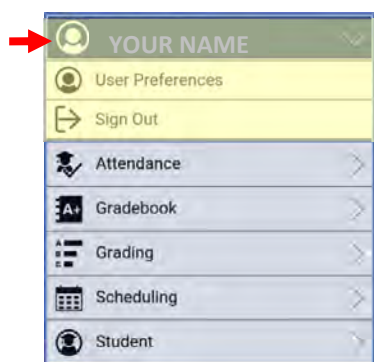 YOUR NAME
User Preferences
Sign Out
Attendance
A+ Gradebook
Grading
Scheduling
Student